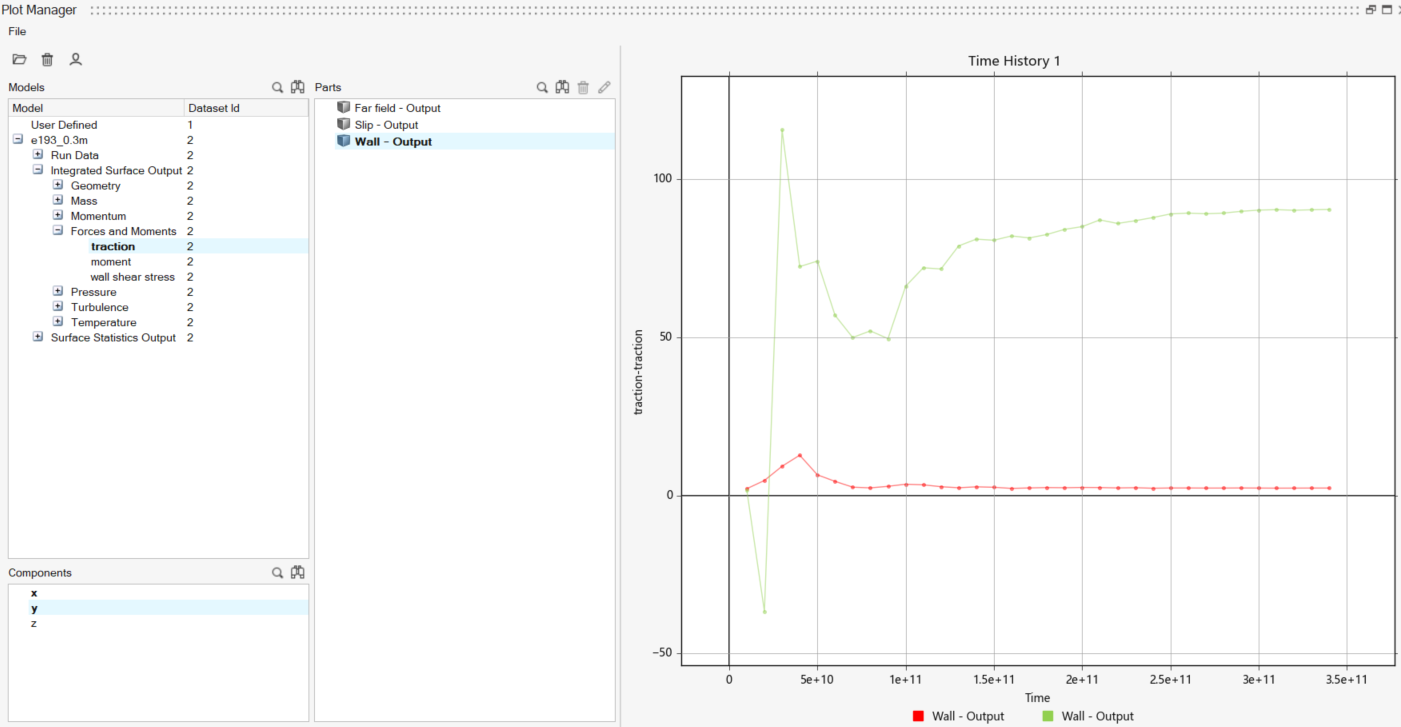 Plot Manager
File
Models
Model Dataset Id
User Defined 1
e193_0.3m 2
Run Data 2
Integrated Surface Output 2
Geometry 2
Mass 2
Momentum 2
Forces and Moments 2
traction 2
moment 2
wall shear stress 2
Pressure 2
Turbulence 2
Temperature 2
Surface Statistics Output 2
Components
x
y
z
Parts
Far field - Output
Slip - Output
Wall - Output
Time History 1
traction-traction
100
50
0
−50
0 5e+10 1e+11 1.5e+11 2e+11 2.5e+11 3e+11 3.5e+11
Time
Wall - Output Wall - Output